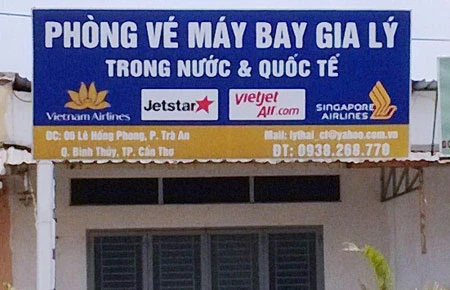 PHÒNG VÉ MÁY BAY GIA LÝ
TRONG NƯỚC & QUỐC TẾ
Vietnam Airlines
Jetstar
Vietjet Air.com
SINGAPORE AIRLINES
ĐC: 06 Lê Hồng Phong, P. Trà An
Q. Bình Thủy, TP. Cần Thơ
Mail: lythai_ct@yahoo.com.vn
ĐT: 0938.268.770